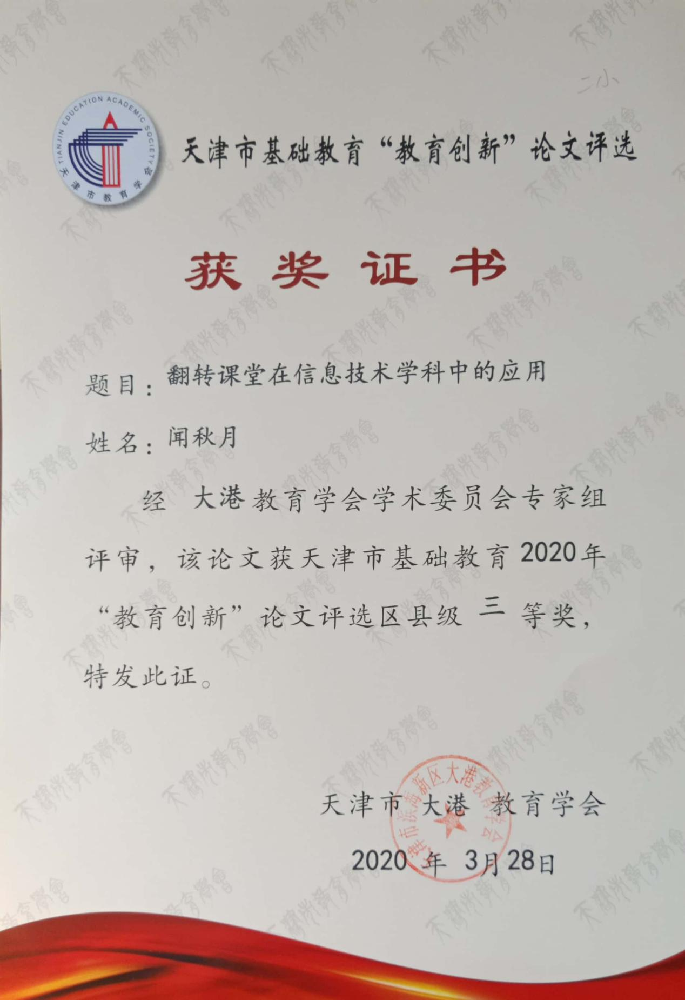 二小
TIANJIN EDUCATION ACADEMIC SOCIETY
天津市教育学会
天津市基础教育“教育创新”论文评选
获奖证书
题目：翻转课堂在信息技术学科中的应用
姓名：闻秋月
经 大港教育学会学术委员会专家组
评审，该论文获天津市基础教育2020年
“教育创新”论文评选区县级 三 等奖，
特发此证。
天津市 大港 教育学会
2020 年 3月28日
天津市滨海新区大港教育学会